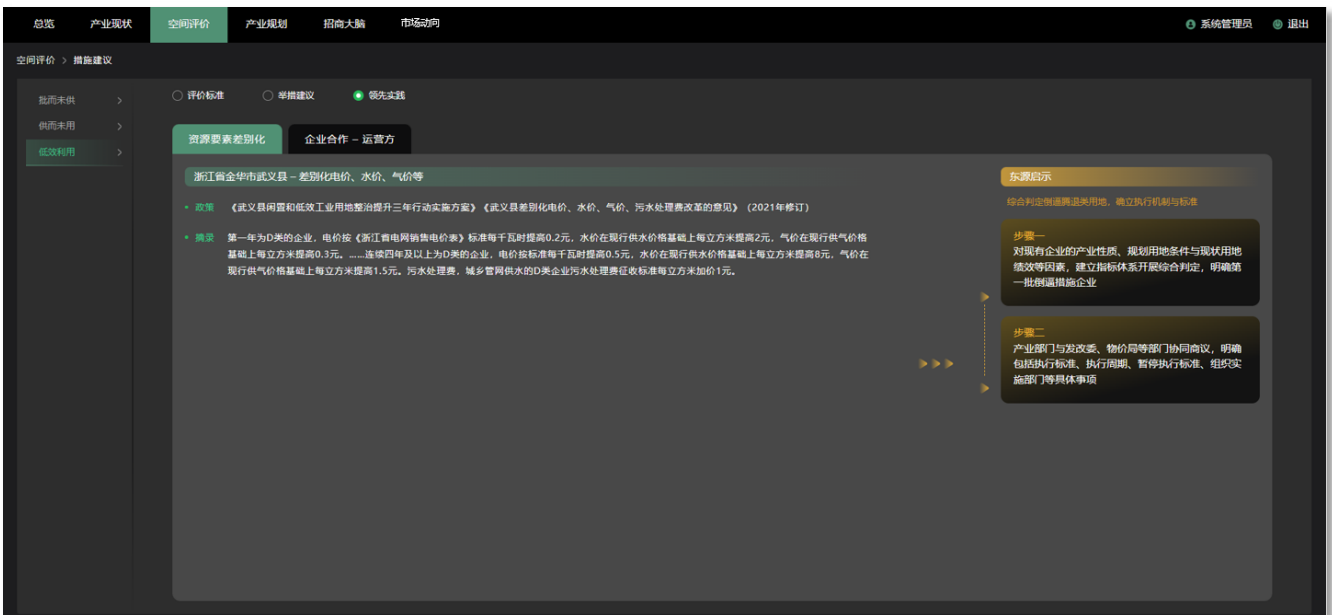 总览 产业现状 空间评价 产业规划 招商大脑 市场动向 系统管理员 退出
空间评价 > 措施建议
批而未供 >
供而未用 >
低效利用 >
评价标准 举措建议 领先实践
资源要素差别化 企业合作 – 运营方
浙江省金华市武义县 – 差别化电价、水价、气价等
• 政策 《武义县闲置和低效工业用地整治提升三年行动实施方案》《武义县差别化电价、水价、气价、污水处理费改革的意见》（2021年修订）
• 摘录 第一年为D类的企业，电价按《浙江省电网销售电价表》标准每千瓦时提高0.2元，水价在现行供水价格基础上每立方米提高2元，气价在现行供气价格
基础上每立方米提高0.3元。......连续四年及以上为D类的企业，电价按标准每千瓦时提高0.5元，水价在现行供水价格基础上每立方米提高8元，气价在
现行供气价格基础上每立方米提高1.5元。污水处理费，城乡管网供水的D类企业污水处理费征收标准每立方米加价1元。
东源启示
综合判定倒逼腾退类用地，确立执行机制与标准
步骤一
对现有企业的产业性质、规划用地条件与现状用地
绩效等因素，建立指标体系开展综合判定，明确第
一批倒逼措施企业
步骤二
产业部门与发改委、物价局等部门协同商议，明确
包括执行标准、执行周期、暂停执行标准、组织实
施部门等具体事项